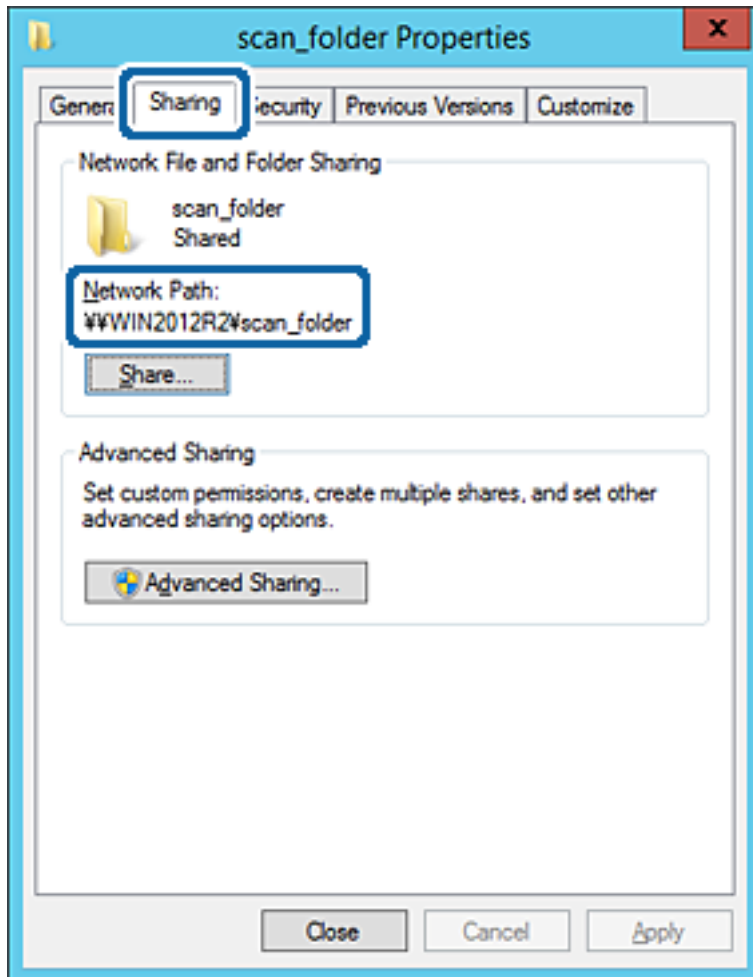 scan_folder Properties
x
Genera Sharing ecurity Previous Versions Customize
Network File and Folder Sharing
scan_folder
Shared
Network Path:
¥¥WIN2012R2¥scan_folder
Share...
Advanced Sharing
Set custom permissions, create multiple shares, and set other
advanced sharing options.
Advanced Sharing...
Close Cancel Apply